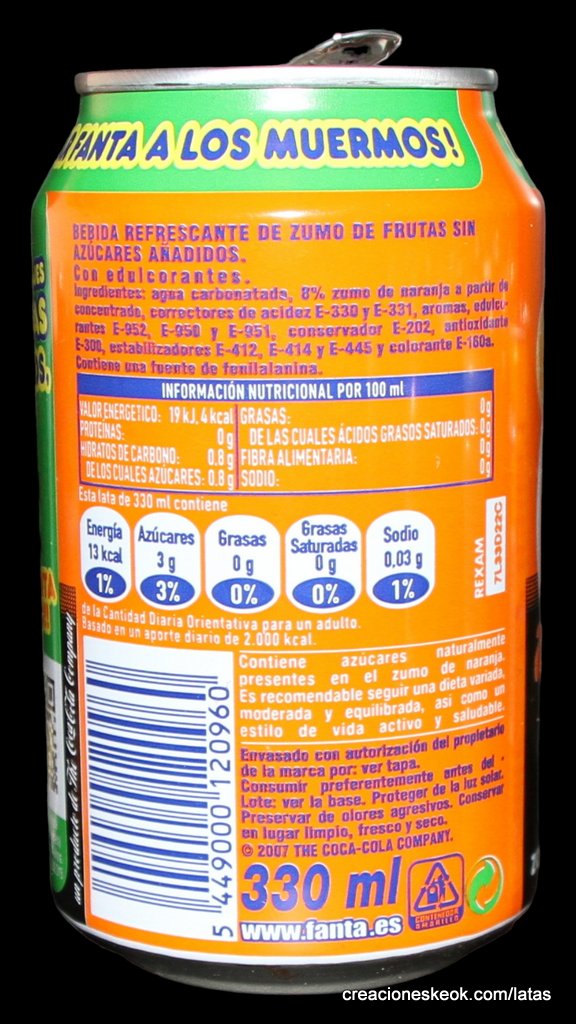 FANTA A LOS MUERMOS!
BEBIDA REFRESCANTE DE ZUMO DE FRUTAS SIN
AZÚCARES AÑADIDOS.
Con edulcorantes.
Ingredientes: agua carbonatada, 8% zumo de naranja a partir de
concentrado, correctores de acidez E-330 y E-331, aromas, edulco-
rantes E-952, E-950 y E-951, conservador E-202, antioxidante
E-300, estabilizadores E-412, E-414 y E-445 y colorante E-160a.
Contiene una fuente de fenilalanina.
INFORMACIÓN NUTRICIONAL POR 100 ml
VALOR ENERGETICO: 19 kJ, 4 kcal
PROTEÍNAS: 0 g
HIDRATOS DE CARBONO: 0.8 g
DE LOS CUALES AZÚCARES: 0.8 g
GRASAS: 0g
DE LAS CUALES ÁCIDOS GRASOS SATURADOS: 0g
FIBRA ALIMENTARIA: 0g
SODIO: 0g
Esta lata de 330 ml contiene
Energía
13 kcal
1%
Azúcares
3 g
3%
Grasas
0 g
0%
Grasas
Saturadas
0 g
0%
Sodio
0,03 g
1%
REXAM
de la Cantidad Diaria Orientativa para un adulto.
Basado en un aporte diario de 2.000 kcal.
Contiene azúcares naturalmente
presentes en el zumo de naranja.
Es recomendable seguir una dieta variada,
moderada y equilibrada, así como un
estilo de vida activo y saludable.
Envasado con autorización del propietario
de la marca por: ver tapa.
Consumir preferentemente antes del -
Lote: ver la base. Proteger de la luz solar.
Preservar de olores agresivos. Conservar
en lugar limpio, fresco y seco.
© 2007 THE COCA-COLA COMPANY.
330 ml
www.fanta.es
CONTENEDOR
AMARILLO
5 449000 120960
un producto de The Coca-Cola Company
creacioneskeok.com/latas